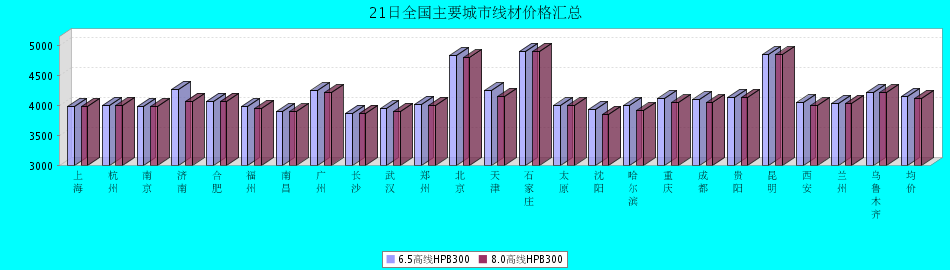 21日全国主要城市线材价格汇总
5000
4500
4000
3500
3000
上海
杭州
南京
济南
合肥
福州
南昌
广州
长沙
武汉
郑州
北京
天津
石家庄
太原
沈阳
哈尔滨
重庆
成都
贵阳
昆明
西安
兰州
乌鲁木齐
均价
6.5高线HPB300 8.0高线HPB300